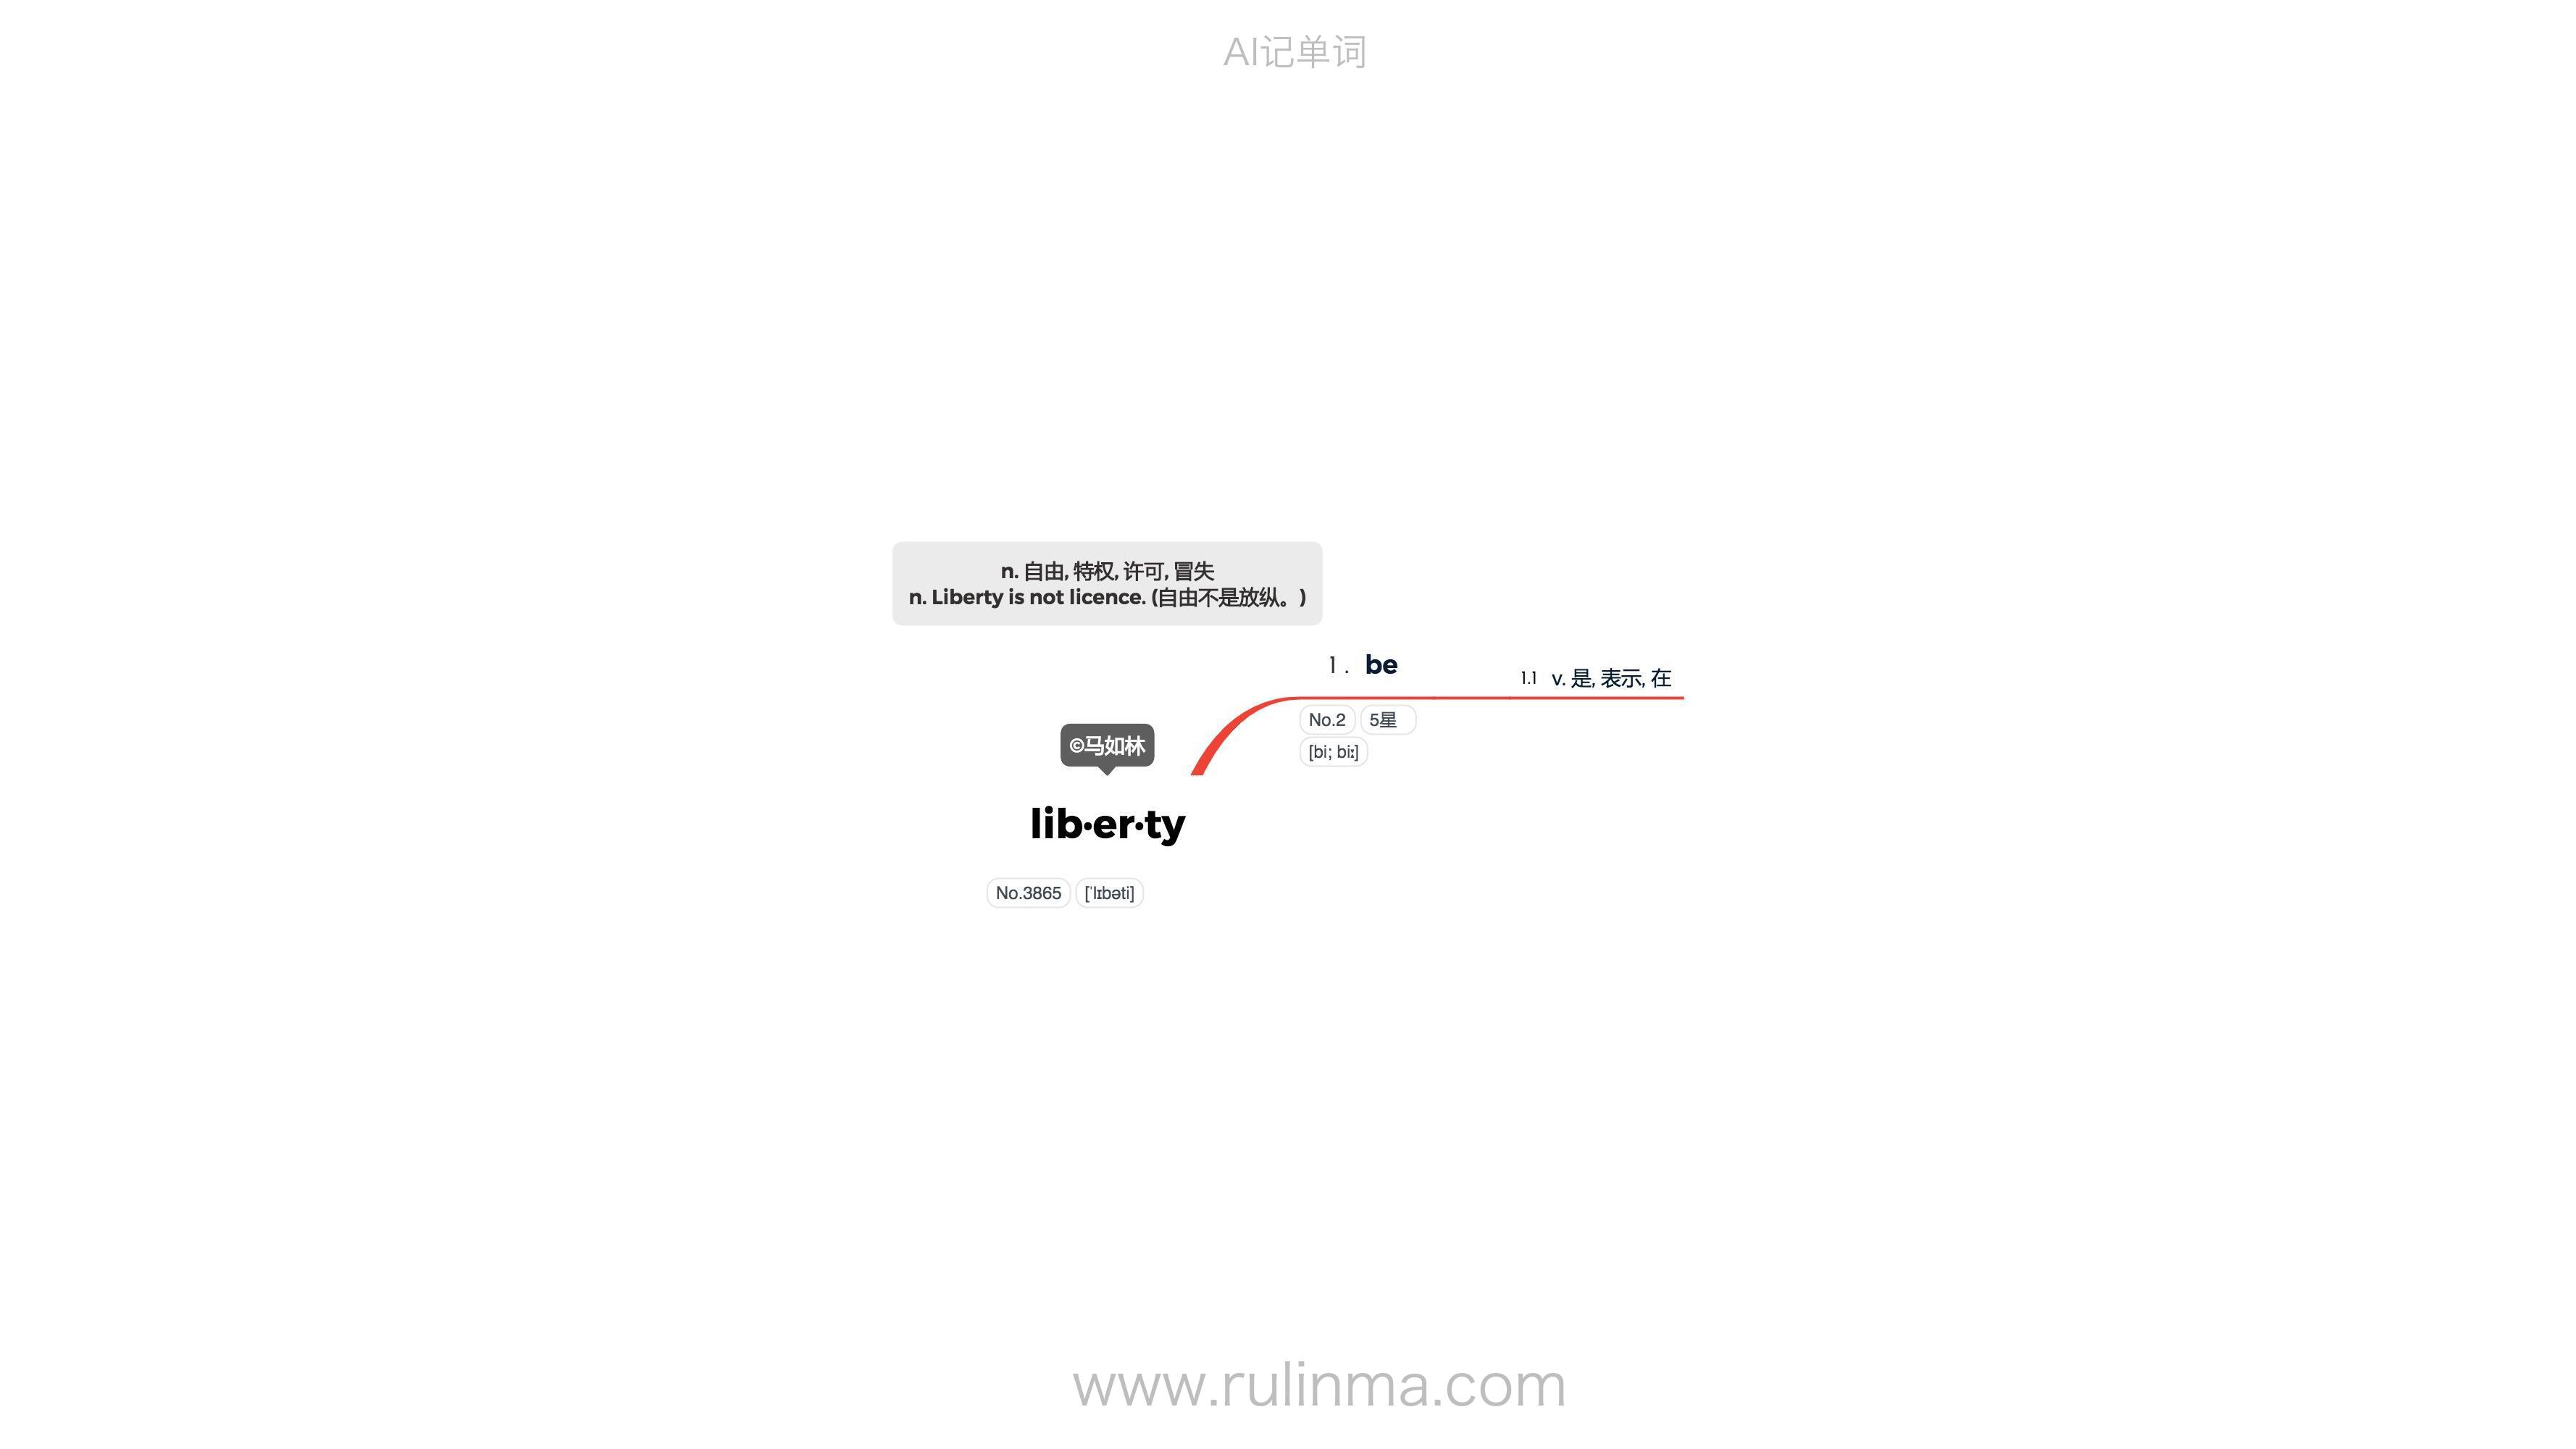 AI记单词
n. 自由, 特权, 许可, 冒失
n. Liberty is not licence. (自由不是放纵。)
1. be
1.1 v. 是, 表示, 在
No.2 5星
[bi; biː]
©马如林
lib·er·ty
No.3865 [ˈlɪbəti]
www.rulinma.com